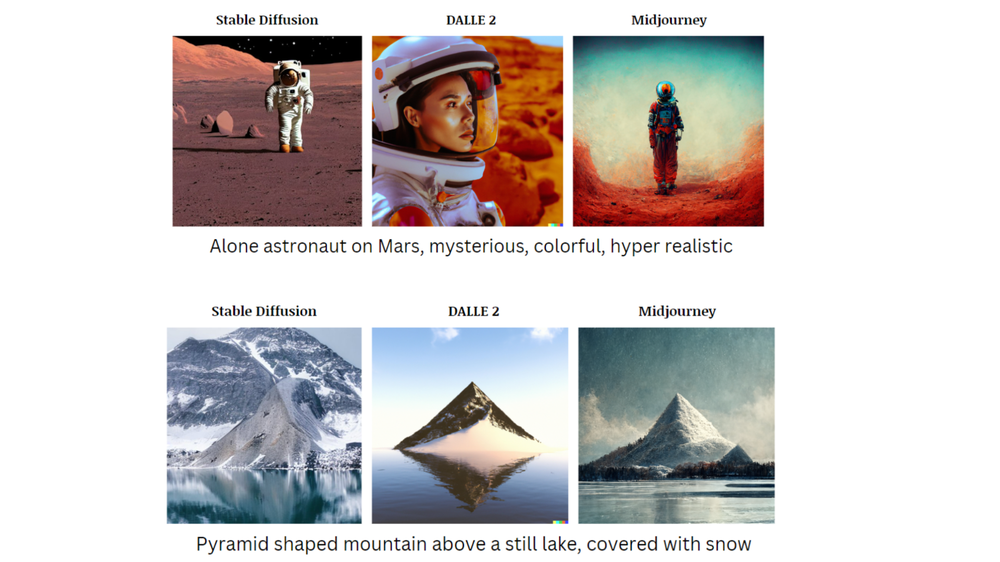 Stable Diffusion
DALLE 2
Midjourney
Alone astronaut on Mars, mysterious, colorful, hyper realistic
Stable Diffusion
DALLE 2
Midjourney
Pyramid shaped mountain above a still lake, covered with snow